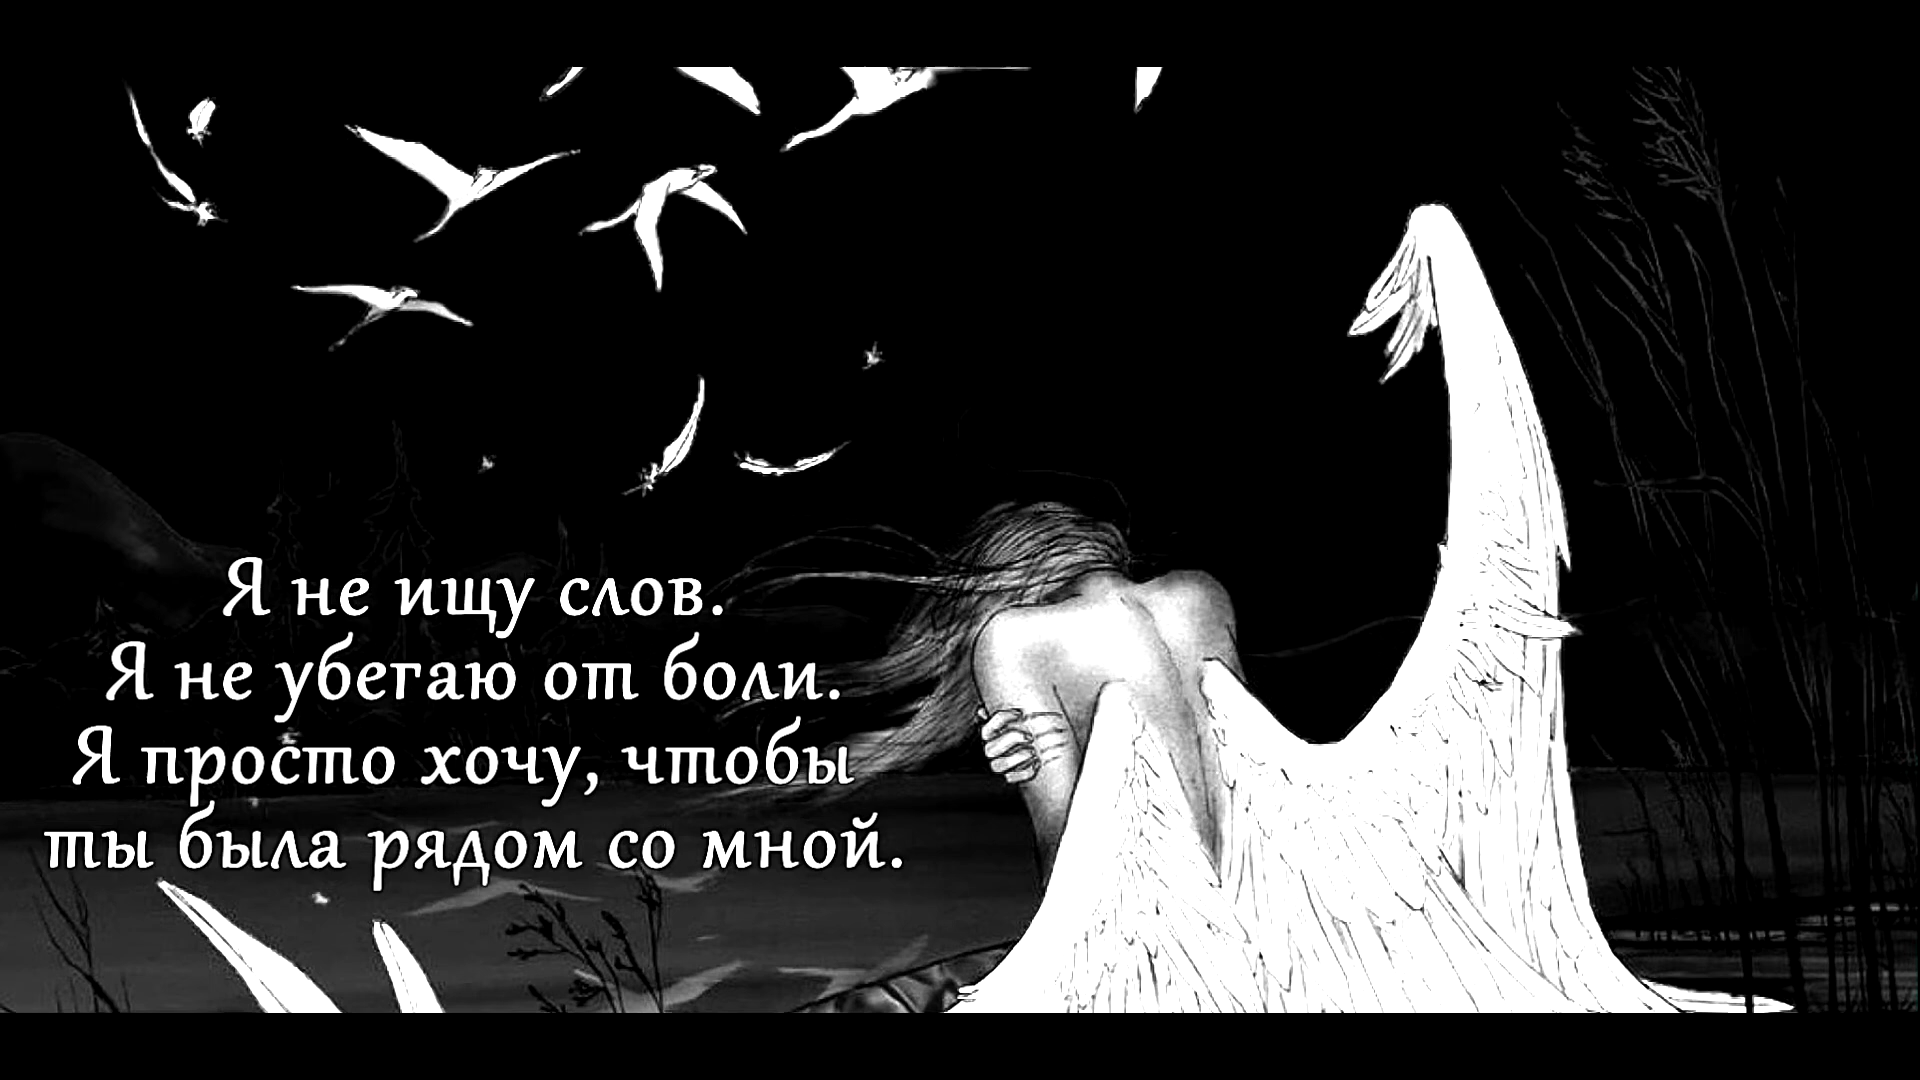 Я не ищу слов.
Я не убегаю от боли.
Я просто хочу, чтобы
ты была рядом со мной.